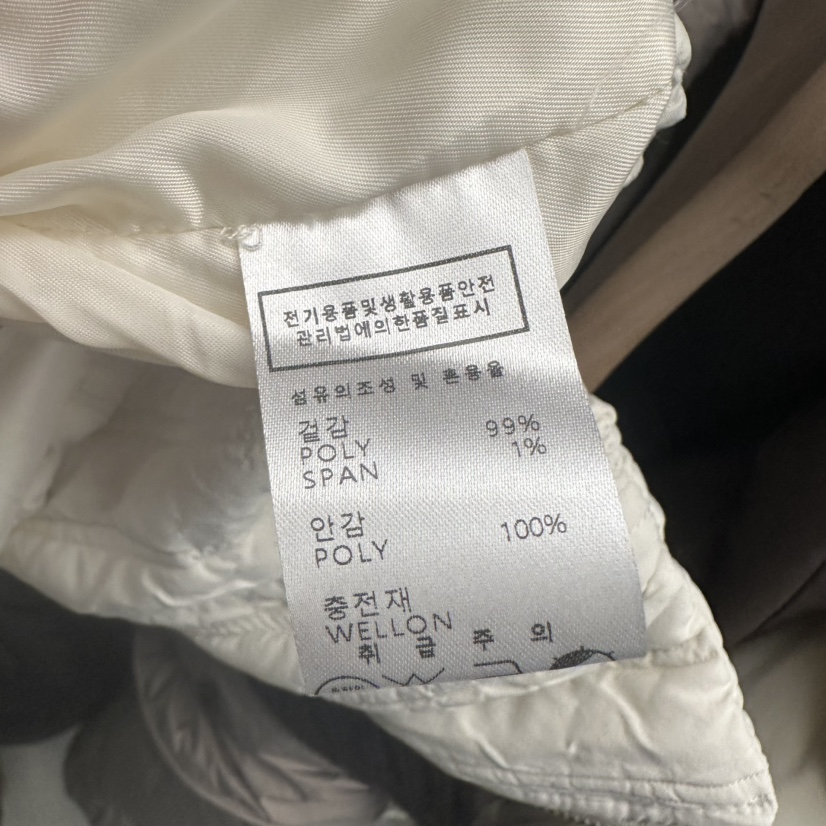 전기용품및생활용품안전
관리법에의한품질표시
섬유의조성 및 혼용율
겉감
POLY 99%
SPAN 1%
안감
POLY 100%
충전재
WELLON
취 급 주 의